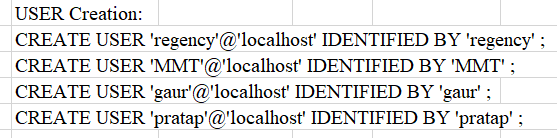 USER Creation:
CREATE USER 'regency'@'localhost' IDENTIFIED BY 'regency' ;
CREATE USER 'MMT'@'localhost' IDENTIFIED BY 'MMT' ;
CREATE USER 'gaur'@'localhost' IDENTIFIED BY 'gaur' ;
CREATE USER 'pratap'@'localhost' IDENTIFIED BY 'pratap' ;